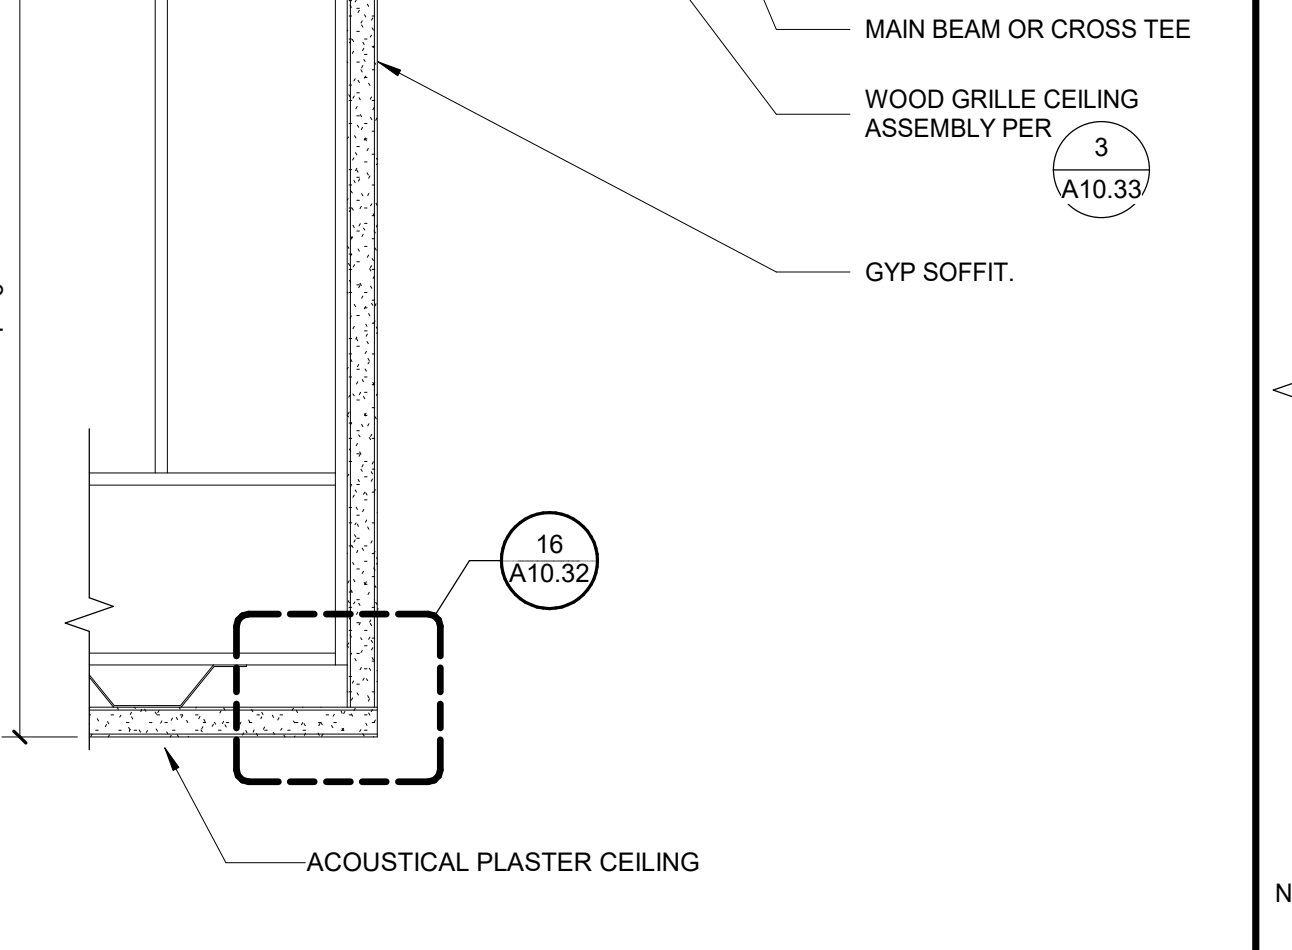 MAIN BEAM OR CROSS TEE
WOOD GRILLE CEILING
ASSEMBLY PER
3
A10.33
GYP SOFFIT.
16
A10.32
ACOUSTICAL PLASTER CEILING
N